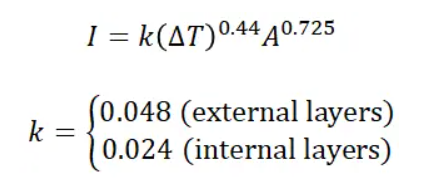 I = k(ΔT)^0.44 A^0.725
k = {0.048 (external layers)
0.024 (internal layers)